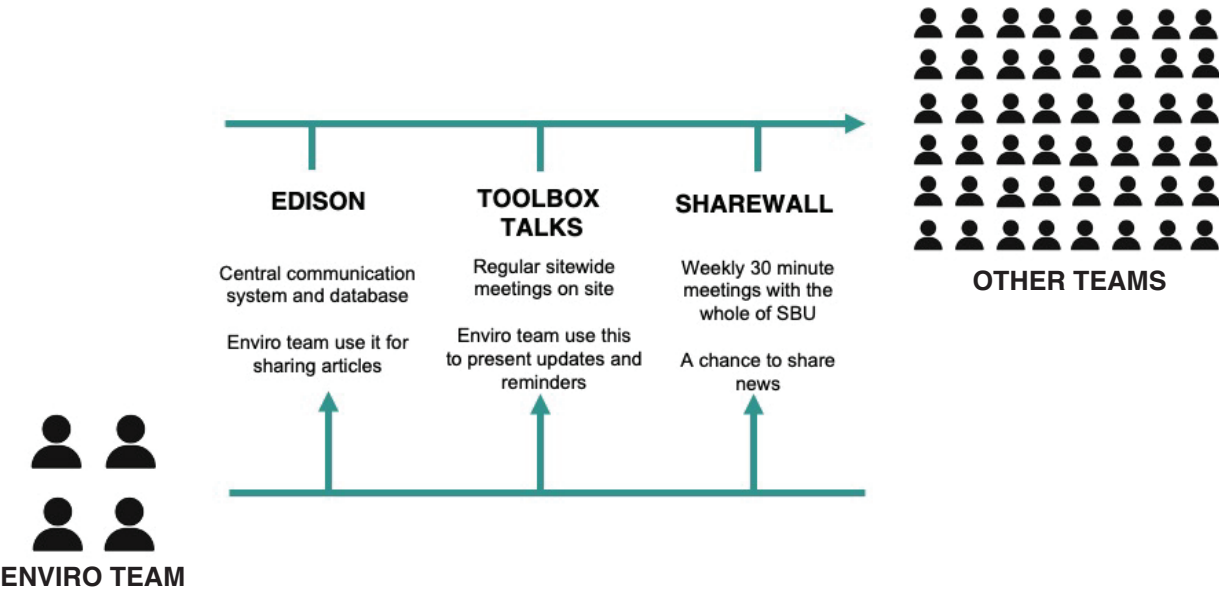 EDISON
Central communication
system and database
Enviro team use it for
sharing articles
TOOLBOX
TALKS
Regular sitewide
meetings on site
Enviro team use this
to present updates and
reminders
SHAREWALL
Weekly 30 minute
meetings with the
whole of SBU
A chance to share
news
OTHER TEAMS
ENVIRO TEAM